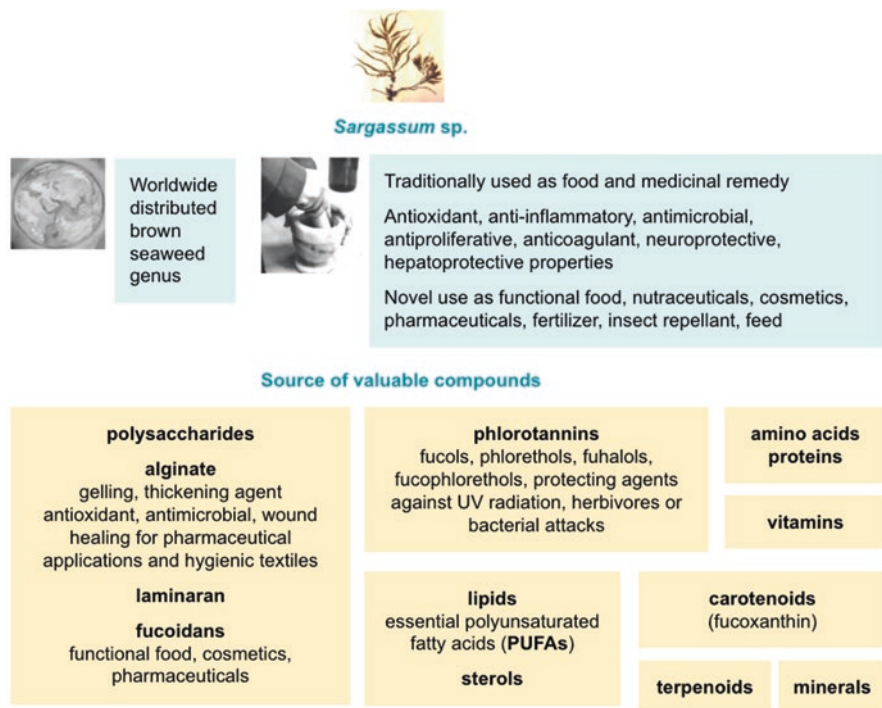 Sargassum sp.
Worldwide
distributed
brown
seaweed
genus
Traditionally used as food and medicinal remedy
Antioxidant, anti-inflammatory, antimicrobial,
antiproliferative, anticoagulant, neuroprotective,
hepatoprotective properties
Novel use as functional food, nutraceuticals, cosmetics,
pharmaceuticals, fertilizer, insect repellant, feed
Source of valuable compounds
polysaccharides
alginate
gelling, thickening agent
antioxidant, antimicrobial, wound
healing for pharmaceutical
applications and hygienic textiles
laminaran
fucoidans
functional food, cosmetics,
pharmaceuticals
phlorotannins
fucols, phlorethols, fuhalols,
fucophlorethols, protecting agents
against UV radiation, herbivores or
bacterial attacks
amino acids
proteins
vitamins
lipids
essential polyunsaturated
fatty acids (PUFAs)
sterols
carotenoids
(fucoxanthin)
terpenoids
minerals